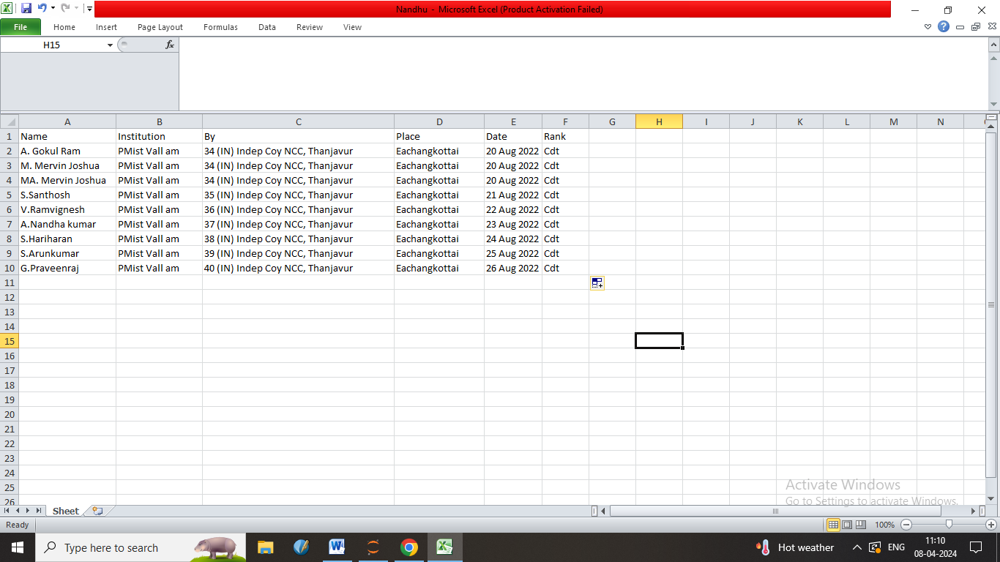 Nandhu - Microsoft Excel (Product Activation Failed)
File Home Insert Page Layout Formulas Data Review View
H15 fx
A B C D E F G H I J K L M N
1 Name Institution By Place Date Rank
2 A. Gokul Ram PMist Vall am 34 (IN) Indep Coy NCC, Thanjavur Eachangkottai 20 Aug 2022 Cdt
3 M. Mervin Joshua PMist Vall am 34 (IN) Indep Coy NCC, Thanjavur Eachangkottai 20 Aug 2022 Cdt
4 MA. Mervin Joshua PMist Vall am 34 (IN) Indep Coy NCC, Thanjavur Eachangkottai 20 Aug 2022 Cdt
5 S.Santhosh PMist Vall am 35 (IN) Indep Coy NCC, Thanjavur Eachangkottai 21 Aug 2022 Cdt
6 V.Ramvignesh PMist Vall am 36 (IN) Indep Coy NCC, Thanjavur Eachangkottai 22 Aug 2022 Cdt
7 A.Nandha kumar PMist Vall am 37 (IN) Indep Coy NCC, Thanjavur Eachangkottai 23 Aug 2022 Cdt
8 S.Hariharan PMist Vall am 38 (IN) Indep Coy NCC, Thanjavur Eachangkottai 24 Aug 2022 Cdt
9 S.Arunkumar PMist Vall am 39 (IN) Indep Coy NCC, Thanjavur Eachangkottai 25 Aug 2022 Cdt
10 G.Praveenraj PMist Vall am 40 (IN) Indep Coy NCC, Thanjavur Eachangkottai 26 Aug 2022 Cdt
11
12
13
14
15
16
17
18
19
20
21
22
23
24
Activate Windows
25
Go to Settings to activate Windows.
26
Sheet
Ready 100%
Type here to search Hot weather ENG 11:10
08-04-2024